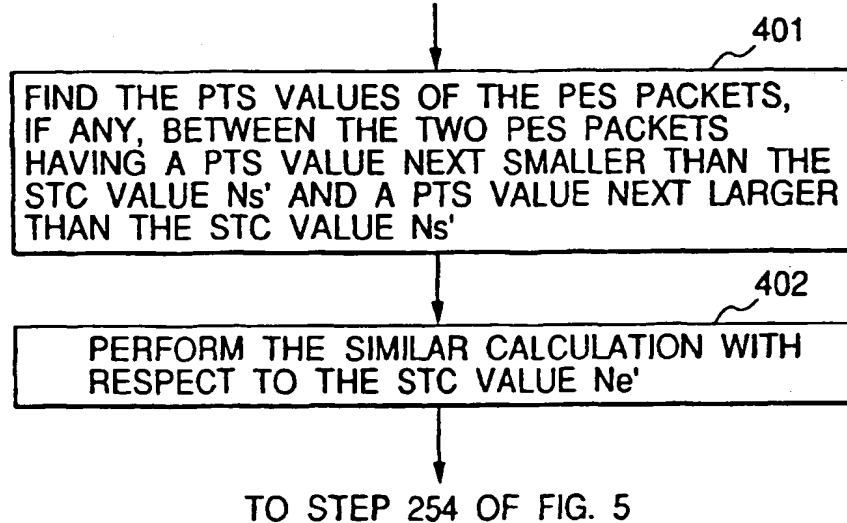 401
FIND THE PTS VALUES OF THE PES PACKETS,
IF ANY, BETWEEN THE TWO PES PACKETS
HAVING A PTS VALUE NEXT SMALLER THAN THE
STC VALUE Ns' AND A PTS VALUE NEXT LARGER
THAN THE STC VALUE Ns'
402
PERFORM THE SIMILAR CALCULATION WITH
RESPECT TO THE STC VALUE Ne'
TO STEP 254 OF FIG. 5